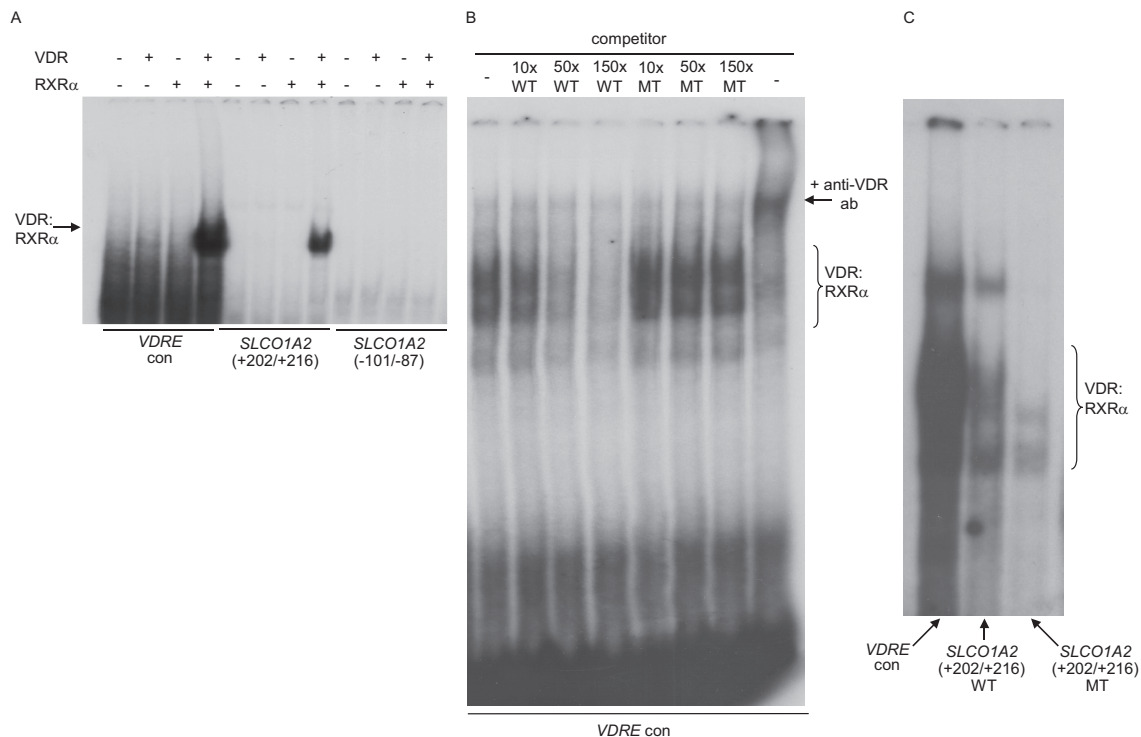 A
VDR - + - + - + - + - + - +
RXRα - - + + - - + + - - + +
VDR:
RXRα
VDRE
con
SLCO1A2
(+202/+216)
SLCO1A2
(-101/-87)
B
competitor
- 10x 50x 150x 10x 50x 150x -
WT WT WT MT MT MT
+ anti-VDR
ab
VDR:
RXRα
VDRE con
C
VDR:
RXRα
VDRE
con
SLCO1A2
(+202/+216)
WT
SLCO1A2
(+202/+216)
MT